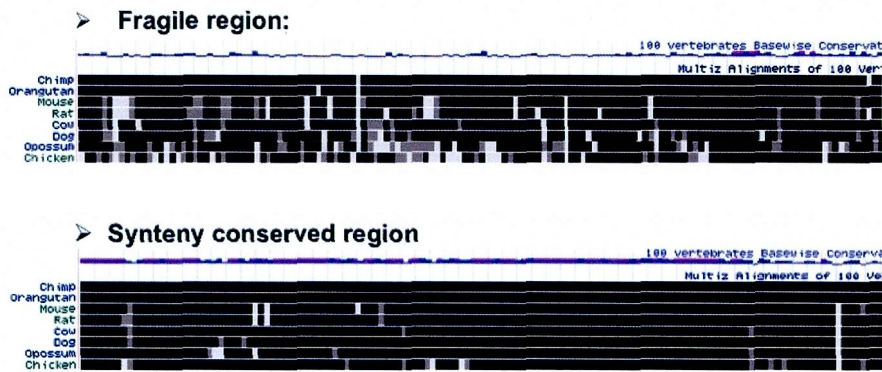 ➢ Fragile region:
100 vertebrates Basewise Conservat
Multiz Alignments of 100 Vert
Chimp
Orangutan
Mouse
Rat
Cow
Dog
Opossum
Chicken
➢ Synteny conserved region
100 vertebrates Basewise Conserva
Multiz Alignments of 100 Ve
Chimp
Orangutan
Mouse
Rat
Cow
Dog
Opossum
Chicken